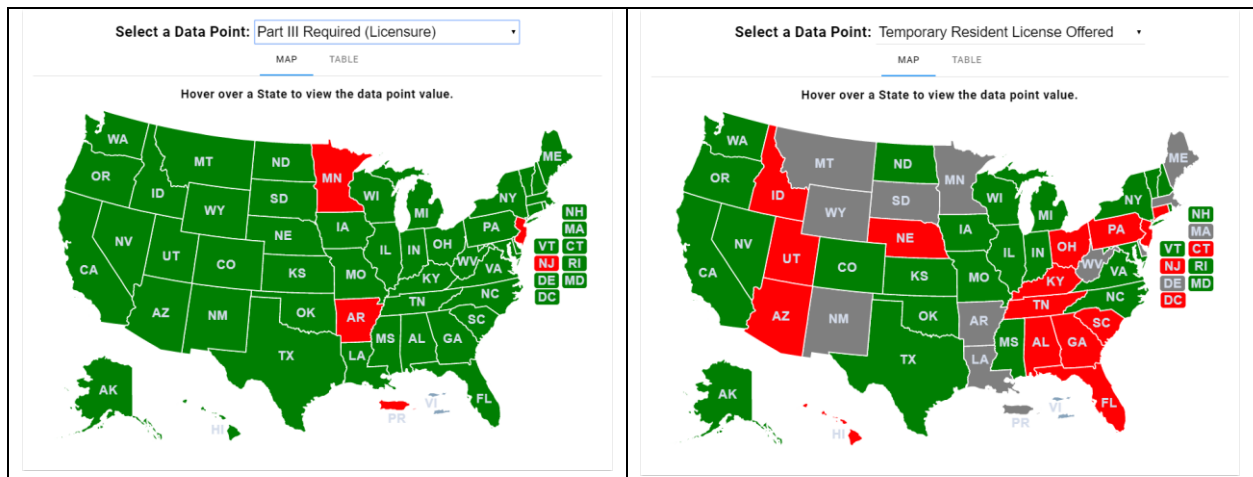 Select a Data Point: Part III Required (Licensure)
MAP TABLE
Hover over a State to view the data point value.
WA
MT
ND
MN
ME
OR
ID
SD
WI
NY
WY
MI
NH
IA
PA
MA
NE
NV
IL IN OH
VT CT
UT
CO
WV
NJ RI
CA
KS
MO
VA
DE MD
KY
DC
NC
TN
AZ
NM
OK
AR
SC
MS AL GA
TX
LA
AK
FL
HI
PR
VI
Select a Data Point: Temporary Resident License Offered
MAP TABLE
Hover over a State to view the data point value.
WA
MT
ND
MN
ME
OR
ID
SD
WI
NY
WY
MI
NH
IA
PA
MA
NE
NV
IL IN OH
VT CT
UT
CO
WV
NJ RI
CA
KS
MO
VA
DE MD
KY
DC
NC
TN
AZ
NM
OK
AR
SC
MS AL GA
TX
LA
AK
FL
HI
PR
VI